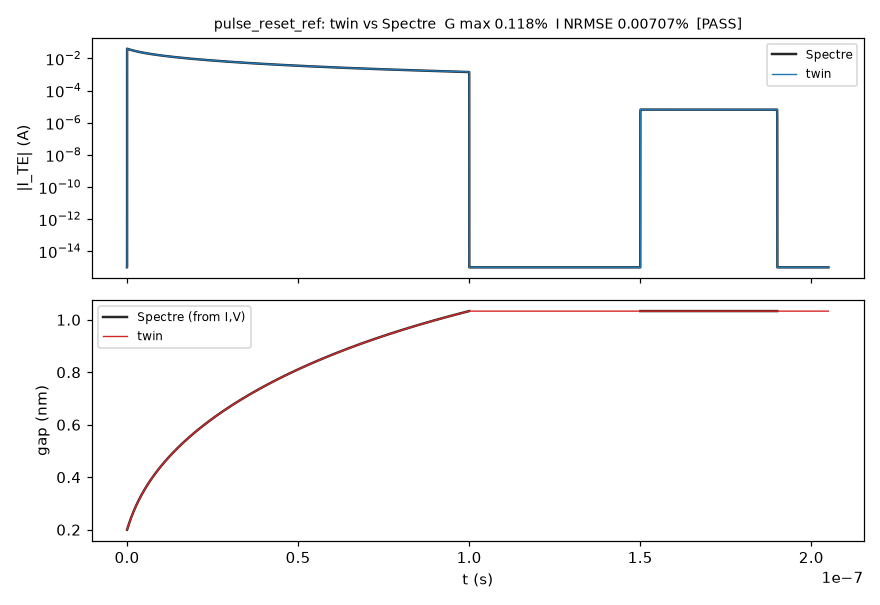 pulse_reset_ref: twin vs Spectre  G max 0.118%  I NRMSE 0.00707%  [PASS]
|I_TE| (A)
10⁻²
10⁻⁴
10⁻⁶
10⁻⁸
10⁻¹⁰
10⁻¹²
10⁻¹⁴
Spectre
twin
gap (nm)
1.0
0.8
0.6
0.4
0.2
Spectre (from I,V)
twin
0.0 0.5 1.0 1.5 2.0
1e−7
t (s)